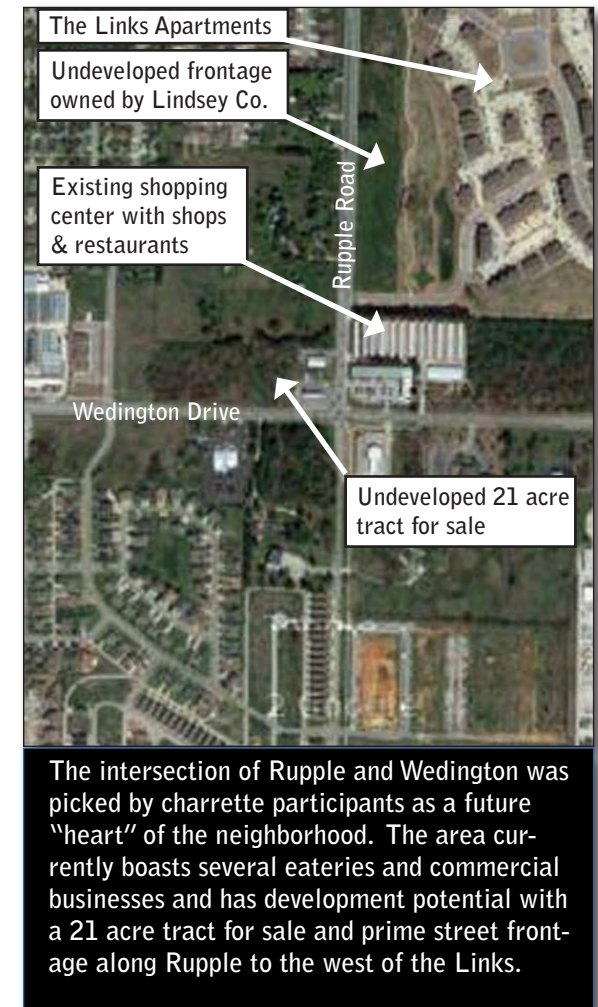 The Links Apartments
Undeveloped frontage
owned by Lindsey Co.
Existing shopping
center with shops
& restaurants
Rupple Road
Wedington Drive
Undeveloped 21 acre
tract for sale
The intersection of Rupple and Wedington was
picked by charrette participants as a future
“heart” of the neighborhood. The area cur-
rently boasts several eateries and commercial
businesses and has development potential with
a 21 acre tract for sale and prime street front-
age along Rupple to the west of the Links.